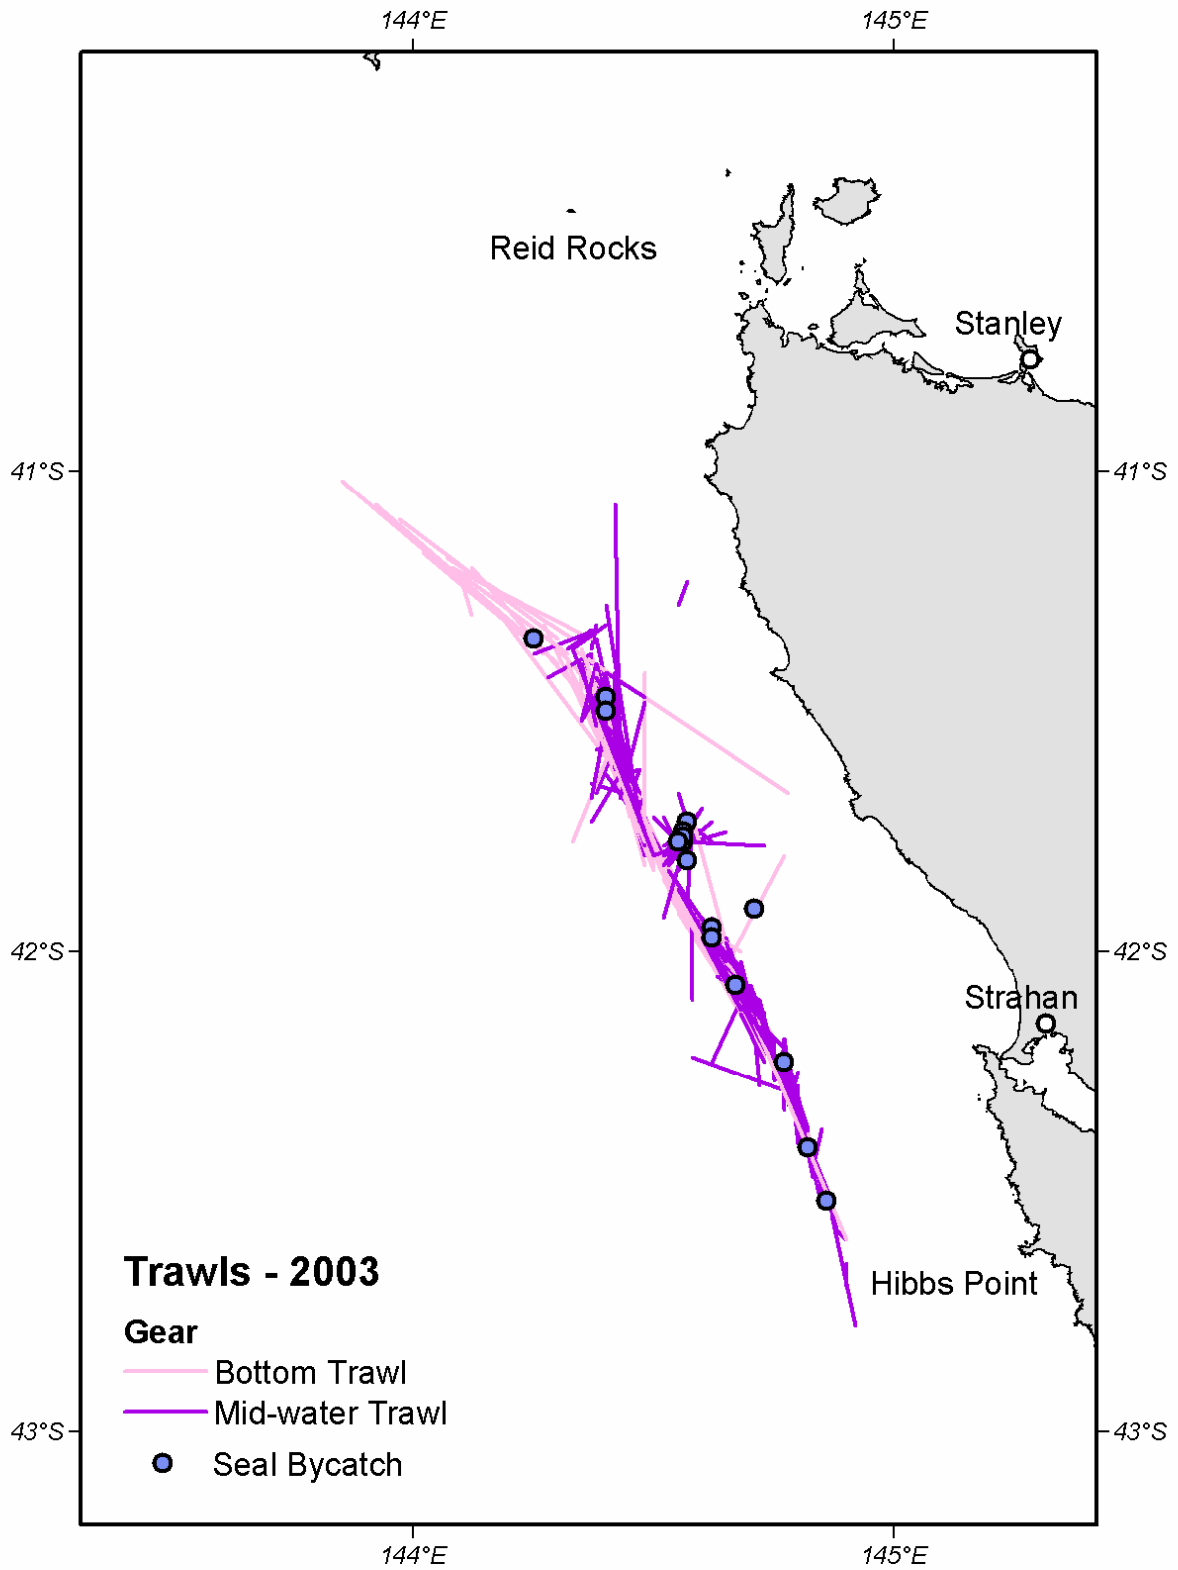 144°E 145°E
Reid Rocks
Stanley
41°S 41°S
42°S 42°S
Strahan
Hibbs Point
Trawls - 2003
Gear
Bottom Trawl
Mid-water Trawl
Seal Bycatch
43°S 43°S
144°E 145°E